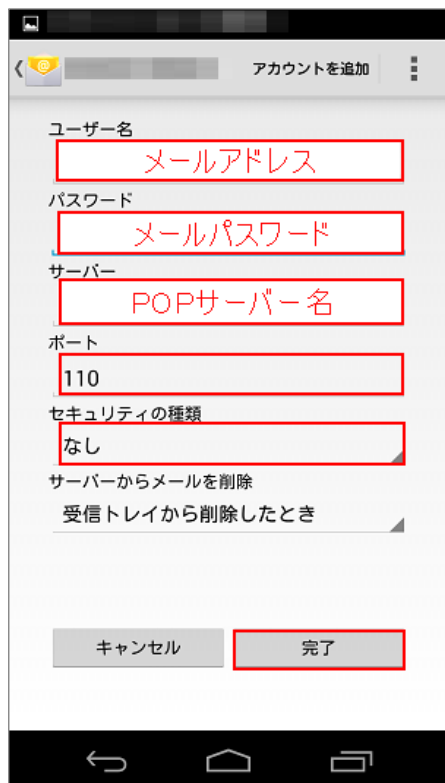 アカウントを追加
ユーザー名
メールアドレス
パスワード
メールパスワード
サーバー
POPサーバー名
ポート
110
セキュリティの種類
なし
サーバーからメールを削除
受信トレイから削除したとき
キャンセル 完了